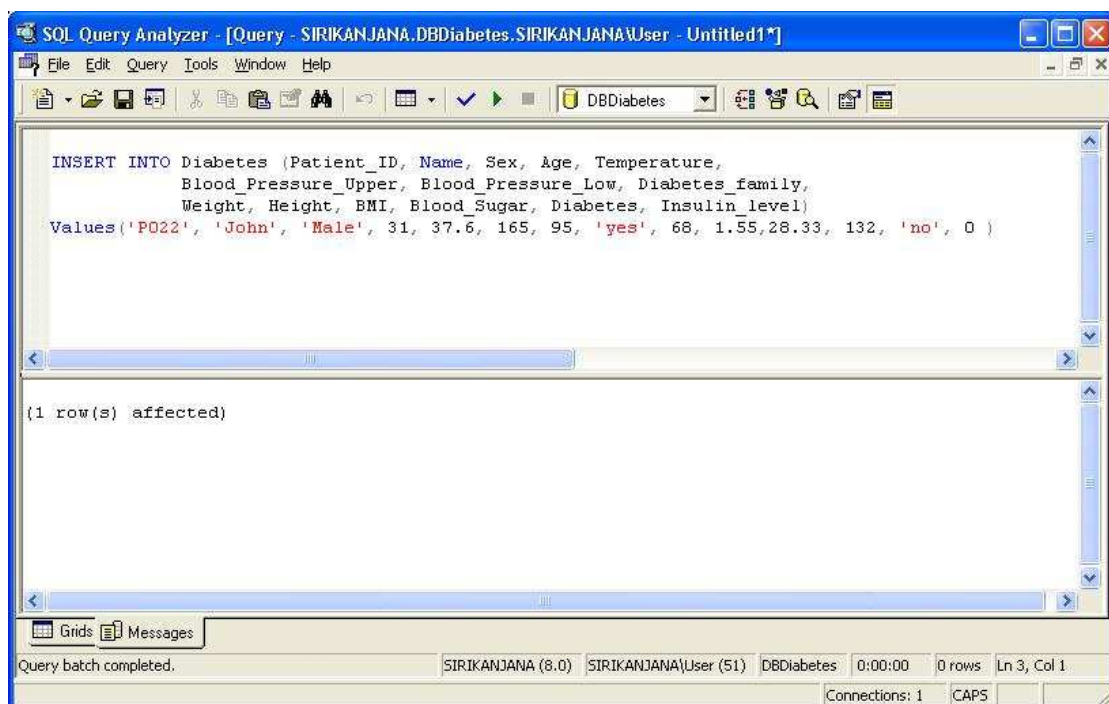 SQL Query Analyzer - [Query - SIRIKANJANA.DBDiabetes.SIRIKANJANA\User - Untitled1*]
File Edit Query Tools Window Help
DBDiabetes
INSERT INTO Diabetes (Patient_ID, Name, Sex, Age, Temperature,
Blood_Pressure_Upper, Blood_Pressure_Low, Diabetes_family,
Weight, Height, BMI, Blood_Sugar, Diabetes, Insulin_level)
Values('PO22', 'John', 'Male', 31, 37.6, 165, 95, 'yes', 68, 1.55,28.33, 132, 'no', 0 )
(1 row(s) affected)
Grids Messages
Query batch completed. SIRIKANJANA (8.0) SIRIKANJANA\User (51) DBDiabetes 0:00:00 0 rows Ln 3, Col 1
Connections: 1 CAPS